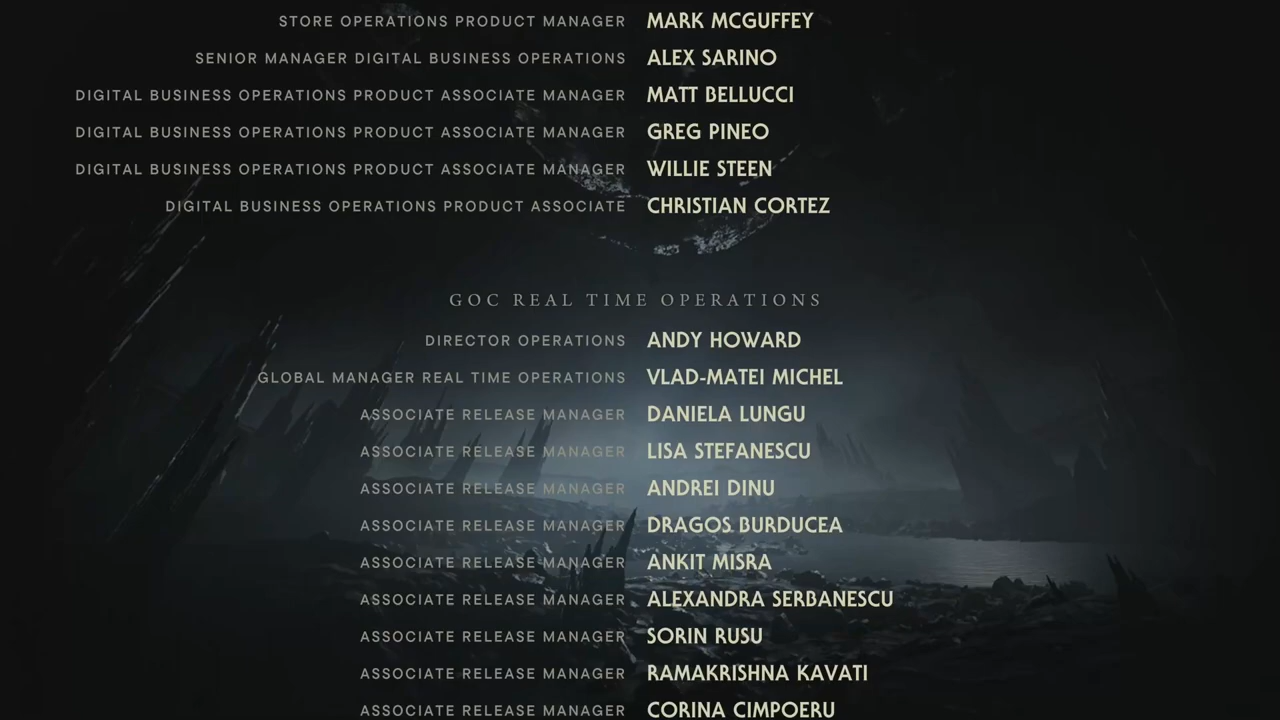 STORE OPERATIONS PRODUCT MANAGER MARK MCGUFFEY
SENIOR MANAGER DIGITAL BUSINESS OPERATIONS ALEX SARINO
DIGITAL BUSINESS OPERATIONS PRODUCT ASSOCIATE MANAGER MATT BELLUCCI
DIGITAL BUSINESS OPERATIONS PRODUCT ASSOCIATE MANAGER GREG PINEO
DIGITAL BUSINESS OPERATIONS PRODUCT ASSOCIATE MANAGER WILLIE STEEN
DIGITAL BUSINESS OPERATIONS PRODUCT ASSOCIATE CHRISTIAN CORTEZ
GOC REAL TIME OPERATIONS
DIRECTOR OPERATIONS ANDY HOWARD
GLOBAL MANAGER REAL TIME OPERATIONS VLAD-MATEI MICHEL
ASSOCIATE RELEASE MANAGER DANIELA LUNGU
ASSOCIATE RELEASE MANAGER LISA STEFANESCU
ASSOCIATE RELEASE MANAGER ANDREI DINU
ASSOCIATE RELEASE MANAGER DRAGOS BURDUCEA
ASSOCIATE RELEASE MANAGER ANKIT MISRA
ASSOCIATE RELEASE MANAGER ALEXANDRA SERBANESCU
ASSOCIATE RELEASE MANAGER SORIN RUSU
ASSOCIATE RELEASE MANAGER RAMAKRISHNA KAVATI
ASSOCIATE RELEASE MANAGER CORINA CIMPOERU